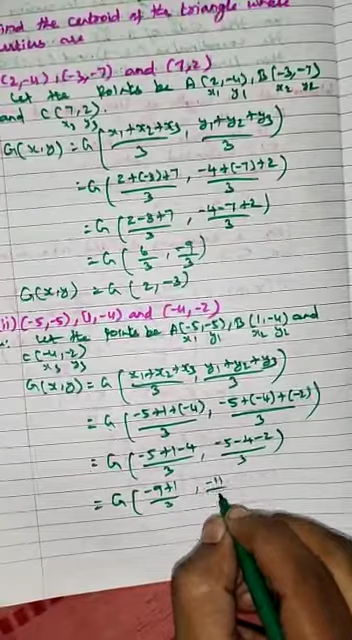 Find the centroid of the triangle whose
vertices are
(2,-4), (-3,-7) and (7,2)
Let the points be A(2,-4), B(-3,-7)
x₁ y₁ x₂ y₂
and C(7,2)
x₃ y₃
G(x,y) = G(x₁+x₂+x₃/3, y₁+y₂+y₃/3)
= G(2+(-3)+7/3, -4+(-7)+2/3)
= G(2-3+7/3, -4-7+2/3)
= G(6/3, -9/3)
G(x,y) = G(2,-3)
ii) (-5,-5), (1,-4) and (-4,-2)
Let the points be A(-5,-5), B(1,-4) and
x₁ y₁ x₂ y₂
C(-4,-2)
x₃ y₃
G(x,y) = G(x₁+x₂+x₃/3, y₁+y₂+y₃/3)
= G(-5+1+(-4)/3, -5+(-4)+(-2)/3)
= G(-5+1-4/3, -5-4-2/3)
= G(-9+1/3, -11